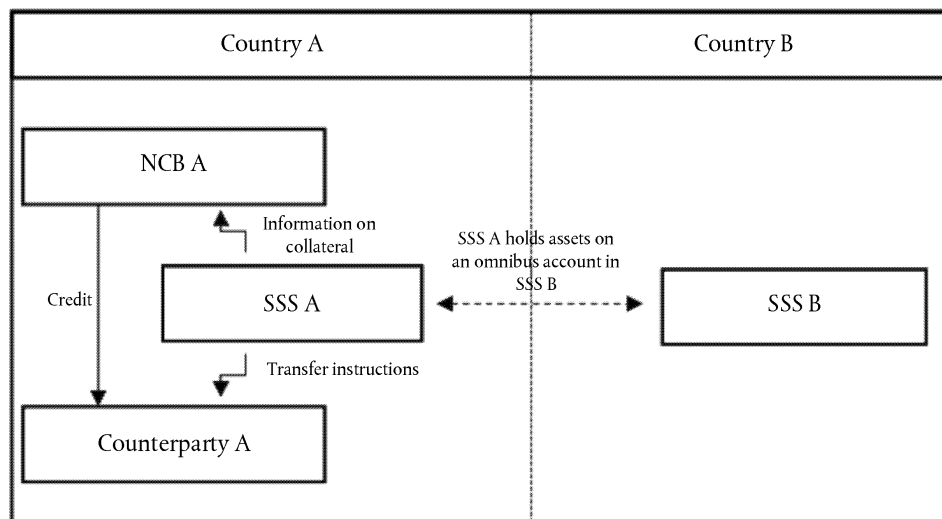 Country A
Country B
NCB A
Information on
collateral
SSS A holds assets on
an omnibus account in
SSS B
Credit
SSS A
SSS B
Transfer instructions
Counterparty A